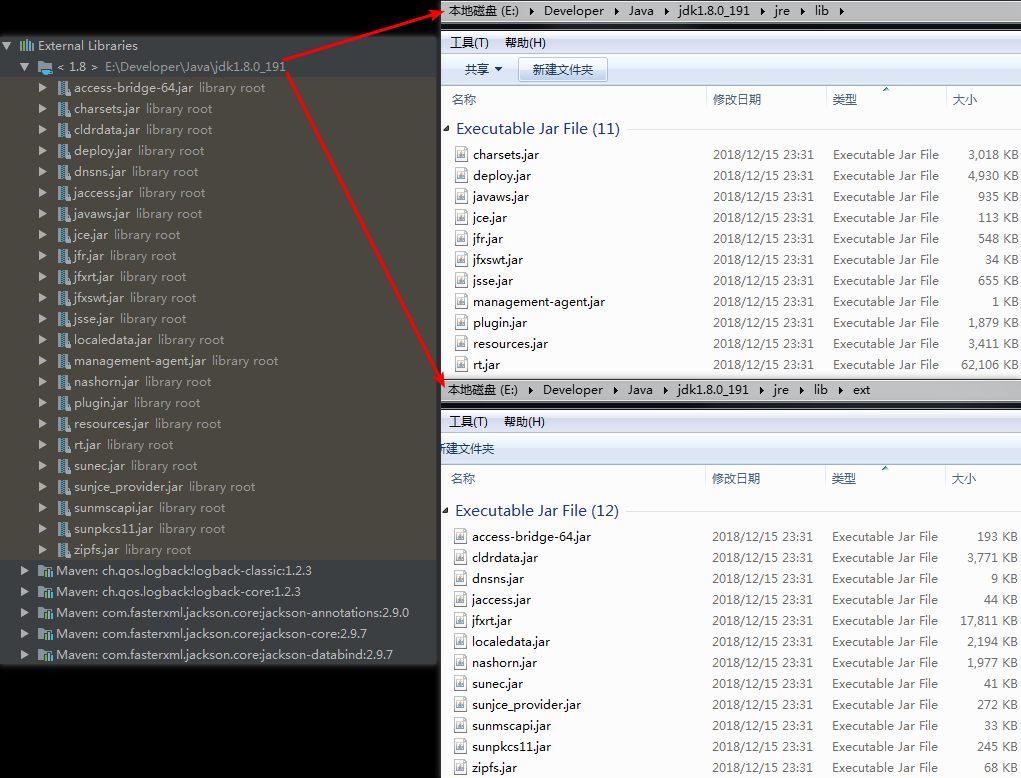 External Libraries
< 1.8 > E:\Developer\Java\jdk1.8.0_191
access-bridge-64.jar library root
charsets.jar library root
cldrdata.jar library root
deploy.jar library root
dnsns.jar library root
jaccess.jar library root
javaws.jar library root
jce.jar library root
jfr.jar library root
jfxrt.jar library root
jfxswt.jar library root
jsse.jar library root
localedata.jar library root
management-agent.jar library root
nashorn.jar library root
plugin.jar library root
resources.jar library root
rt.jar library root
sunec.jar library root
sunjce_provider.jar library root
sunmscapi.jar library root
sunpkcs11.jar library root
zipfs.jar library root
Maven: ch.qos.logback:logback-classic:1.2.3
Maven: ch.qos.logback:logback-core:1.2.3
Maven: com.fasterxml.jackson.core:jackson-annotations:2.9.0
Maven: com.fasterxml.jackson.core:jackson-core:2.9.7
Maven: com.fasterxml.jackson.core:jackson-databind:2.9.7
本地磁盘 (E:) Developer Java jdk1.8.0_191 jre lib
工具(T) 帮助(H)
共享 新建文件夹
名称 修改日期 类型 大小
Executable Jar File (11)
charsets.jar 2018/12/15 23:31 Executable Jar File 3,018 KB
deploy.jar 2018/12/15 23:31 Executable Jar File 4,930 KB
javaws.jar 2018/12/15 23:31 Executable Jar File 935 KB
jce.jar 2018/12/15 23:31 Executable Jar File 113 KB
jfr.jar 2018/12/15 23:31 Executable Jar File 548 KB
jfxswt.jar 2018/12/15 23:31 Executable Jar File 34 KB
jsse.jar 2018/12/15 23:31 Executable Jar File 655 KB
management-agent.jar 2018/12/15 23:31 Executable Jar File 1 KB
plugin.jar 2018/12/15 23:31 Executable Jar File 1,879 KB
resources.jar 2018/12/15 23:31 Executable Jar File 3,411 KB
rt.jar 2018/12/15 23:31 Executable Jar File 62,106 KB
本地磁盘 (E:) Developer Java jdk1.8.0_191 jre lib ext
工具(T) 帮助(H)
新建文件夹
名称 修改日期 类型 大小
Executable Jar File (12)
access-bridge-64.jar 2018/12/15 23:31 Executable Jar File 193 KB
cldrdata.jar 2018/12/15 23:31 Executable Jar File 3,771 KB
dnsns.jar 2018/12/15 23:31 Executable Jar File 9 KB
jaccess.jar 2018/12/15 23:31 Executable Jar File 44 KB
jfxrt.jar 2018/12/15 23:31 Executable Jar File 17,811 KB
localedata.jar 2018/12/15 23:31 Executable Jar File 2,194 KB
nashorn.jar 2018/12/15 23:31 Executable Jar File 1,977 KB
sunec.jar 2018/12/15 23:31 Executable Jar File 41 KB
sunjce_provider.jar 2018/12/15 23:31 Executable Jar File 272 KB
sunmscapi.jar 2018/12/15 23:31 Executable Jar File 33 KB
sunpkcs11.jar 2018/12/15 23:31 Executable Jar File 245 KB
zipfs.jar 2018/12/15 23:31 Executable Jar File 68 KB